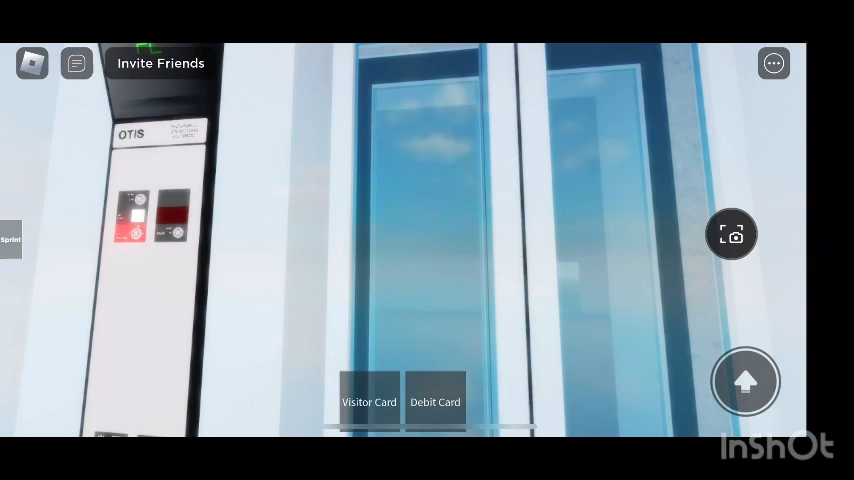 Invite Friends
OTIS
Sprint
Visitor Card
Debit Card
InShOt